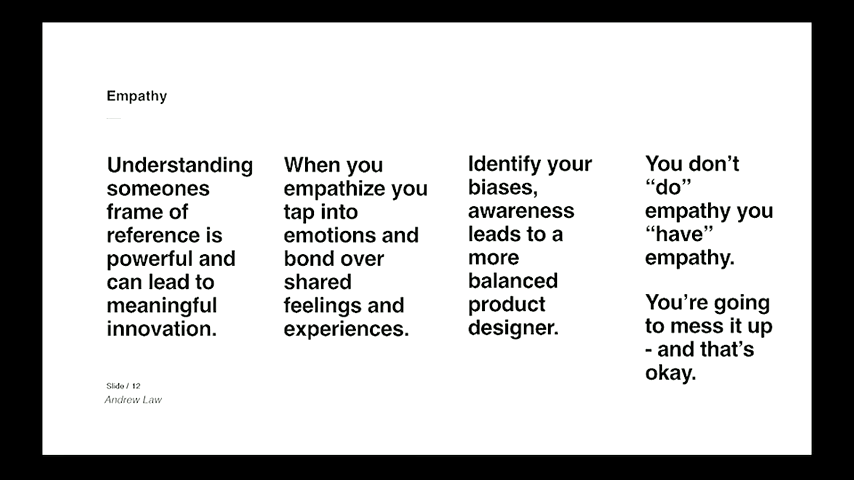 Empathy
Understanding
someones
frame of
reference is
powerful and
can lead to
meaningful
innovation.
When you
empathize you
tap into
emotions and
bond over
shared
feelings and
experiences.
Identify your
biases,
awareness
leads to a
more
balanced
product
designer.
You don’t
“do”
empathy you
“have”
empathy.
You’re going
to mess it up
- and that’s
okay.
Slide / 12
Andrew Law